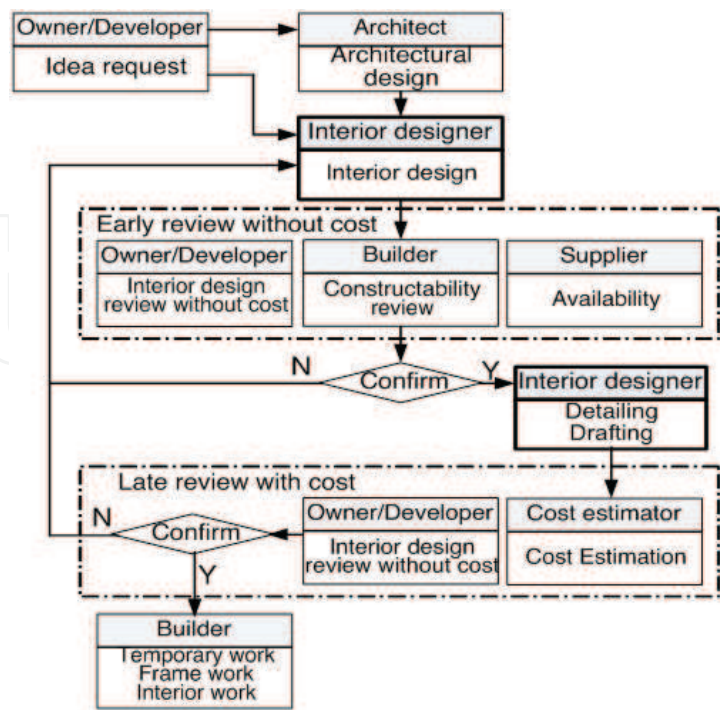 Owner/Developer
Idea request
Architect
Architectural
design
Interior designer
Interior design
Early review without cost
Owner/Developer
Interior design
review without cost
Builder
Constructability
review
Supplier
Availability
N
Confirm
Y
Interior designer
Detailing
Drafting
Late review with cost
N
Confirm
Y
Owner/Developer
Interior design
review without cost
Cost estimator
Cost Estimation
Builder
Temporary work
Frame work
Interior work